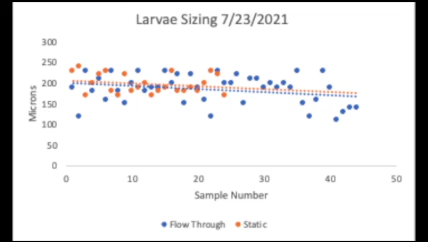 Larvae Sizing 7/23/2021
300
250
200
150
100
50
0
Microns
0 10 20 30 40 50
Sample Number
Flow Through Static